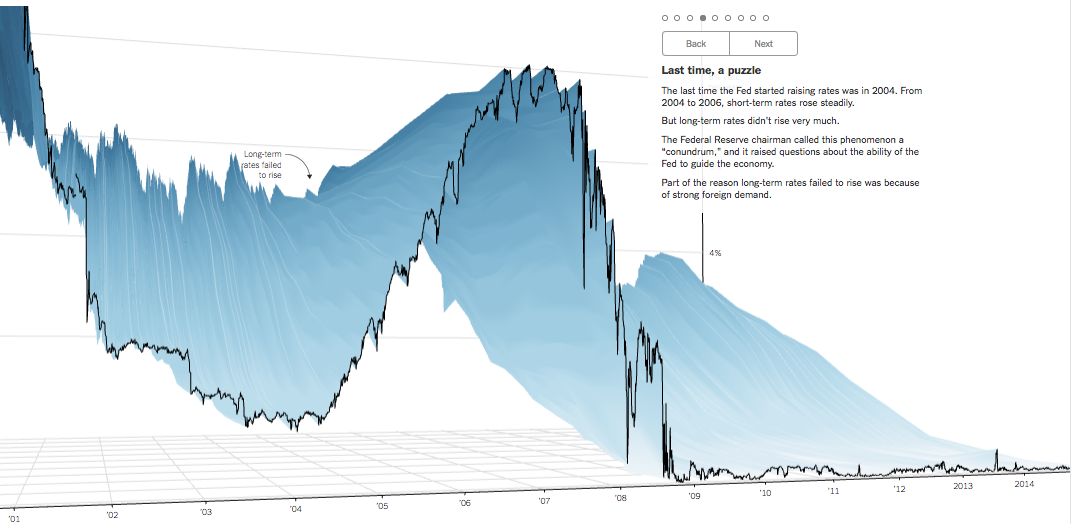 Back Next
Last time, a puzzle
The last time the Fed started raising rates was in 2004. From
2004 to 2006, short-term rates rose steadily.
But long-term rates didn't rise very much.
The Federal Reserve chairman called this phenomenon a
“conundrum,” and it raised questions about the ability of the
Fed to guide the economy.
Part of the reason long-term rates failed to rise was because
of strong foreign demand.
Long-term
rates failed
to rise
4%
'01 '02 '03 '04 '05 '06 '07 '08 '09 '10 '11 '12 2013 2014